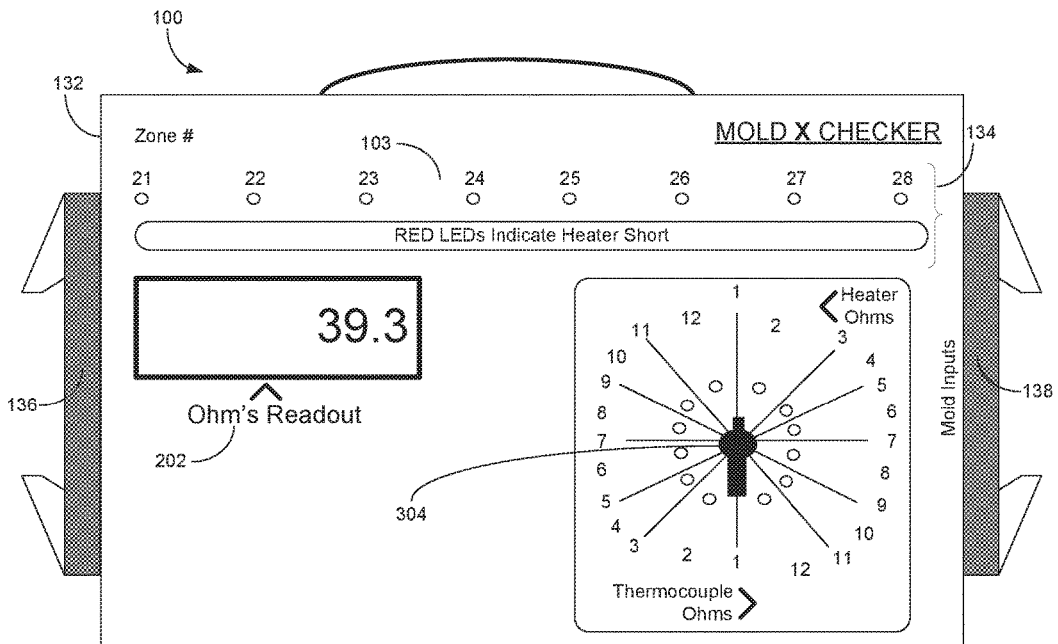 100
132
Zone #
MOLD X CHECKER
134
103
21 22 23 24 25 26 27 28
RED LEDs Indicate Heater Short
39.3
Ohm's Readout
202
136
304
Heater
Ohms
1
12 2
11 3
10 4
9 5
8 6
7 7
6 8
5 9
4 10
3 11
2 12
1
Thermocouple
Ohms
Mold Inputs
138